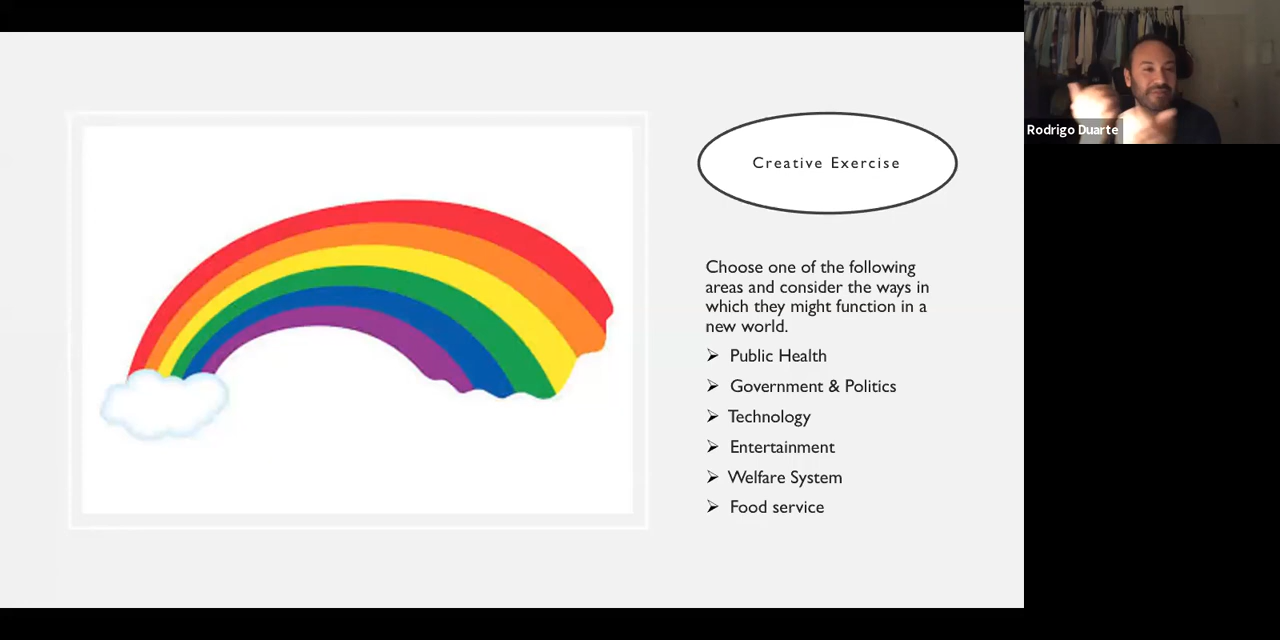 Creative Exercise
Choose one of the following
areas and consider the ways in
which they might function in a
new world.
Public Health
Government & Politics
Technology
Entertainment
Welfare System
Food service
Rodrigo Duarte